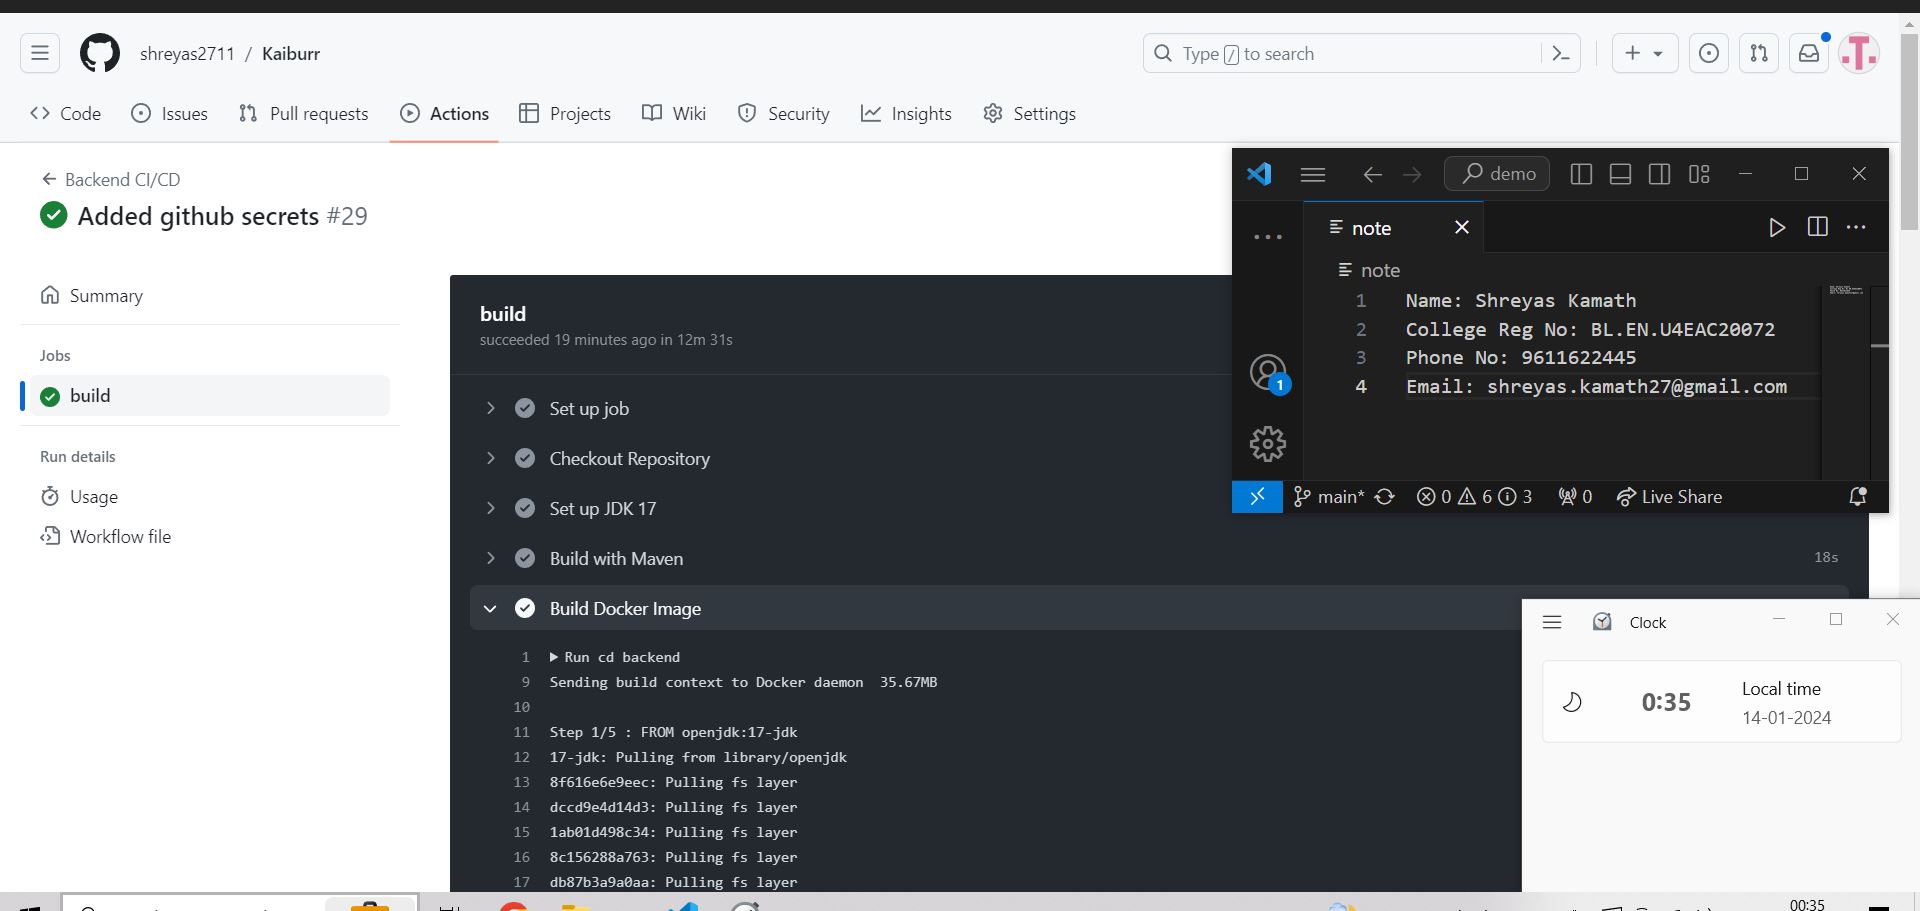 shreyas2711 / Kaiburr
Type / to search
Code
Issues
Pull requests
Actions
Projects
Wiki
Security
Insights
Settings
Backend CI/CD
Added github secrets #29
Summary
Jobs
build
Run details
Usage
Workflow file
build
succeeded 19 minutes ago in 12m 31s
Set up job
Checkout Repository
Set up JDK 17
Build with Maven
18s
Build Docker Image
1 Run cd backend
9 Sending build context to Docker daemon 35.67MB
10
11 Step 1/5 : FROM openjdk:17-jdk
12 17-jdk: Pulling from library/openjdk
13 8f616e6e9eec: Pulling fs layer
14 dccd9e4d14d3: Pulling fs layer
15 1ab01d498c34: Pulling fs layer
16 8c156288a763: Pulling fs layer
17 db87b3a9a0aa: Pulling fs layer
demo
note
note
1 Name: Shreyas Kamath
2 College Reg No: BL.EN.U4EAC20072
3 Phone No: 9611622445
4 Email: shreyas.kamath27@gmail.com
1
main* 0 6 3 0 Live Share
Clock
0:35
Local time
14-01-2024
00:35